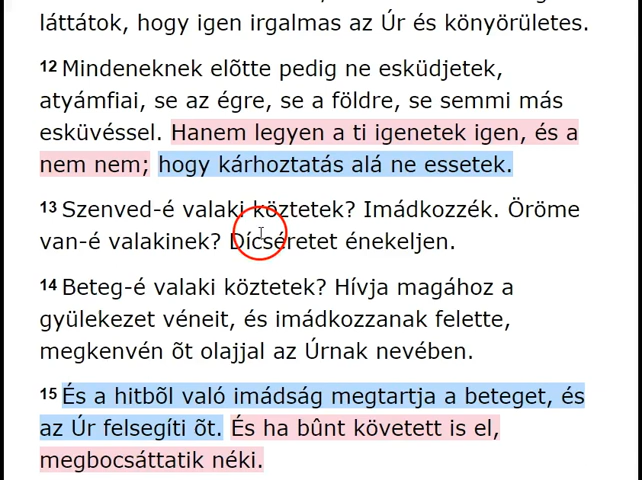 láttátok, hogy igen irgalmas az Úr és könyörületes.
12 Mindeneknek elõtte pedig ne esküdjetek,
atyámfiai, se az égre, se a földre, se semmi más
esküvéssel. Hanem legyen a ti igenetek igen, és a
nem nem; hogy kárhoztatás alá ne essetek.
13 Szenved-é valaki köztetek? Imádkozzék. Öröme
van-é valakinek? Dícséretet énekeljen.
14 Beteg-é valaki köztetek? Hívja magához a
gyülekezet véneit, és imádkozzanak felette,
megkenvén õt olajjal az Úrnak nevében.
15 És a hitbõl való imádság megtartja a beteget, és
az Úr felsegíti õt. És ha bûnt követett is el,
megbocsáttatik néki.